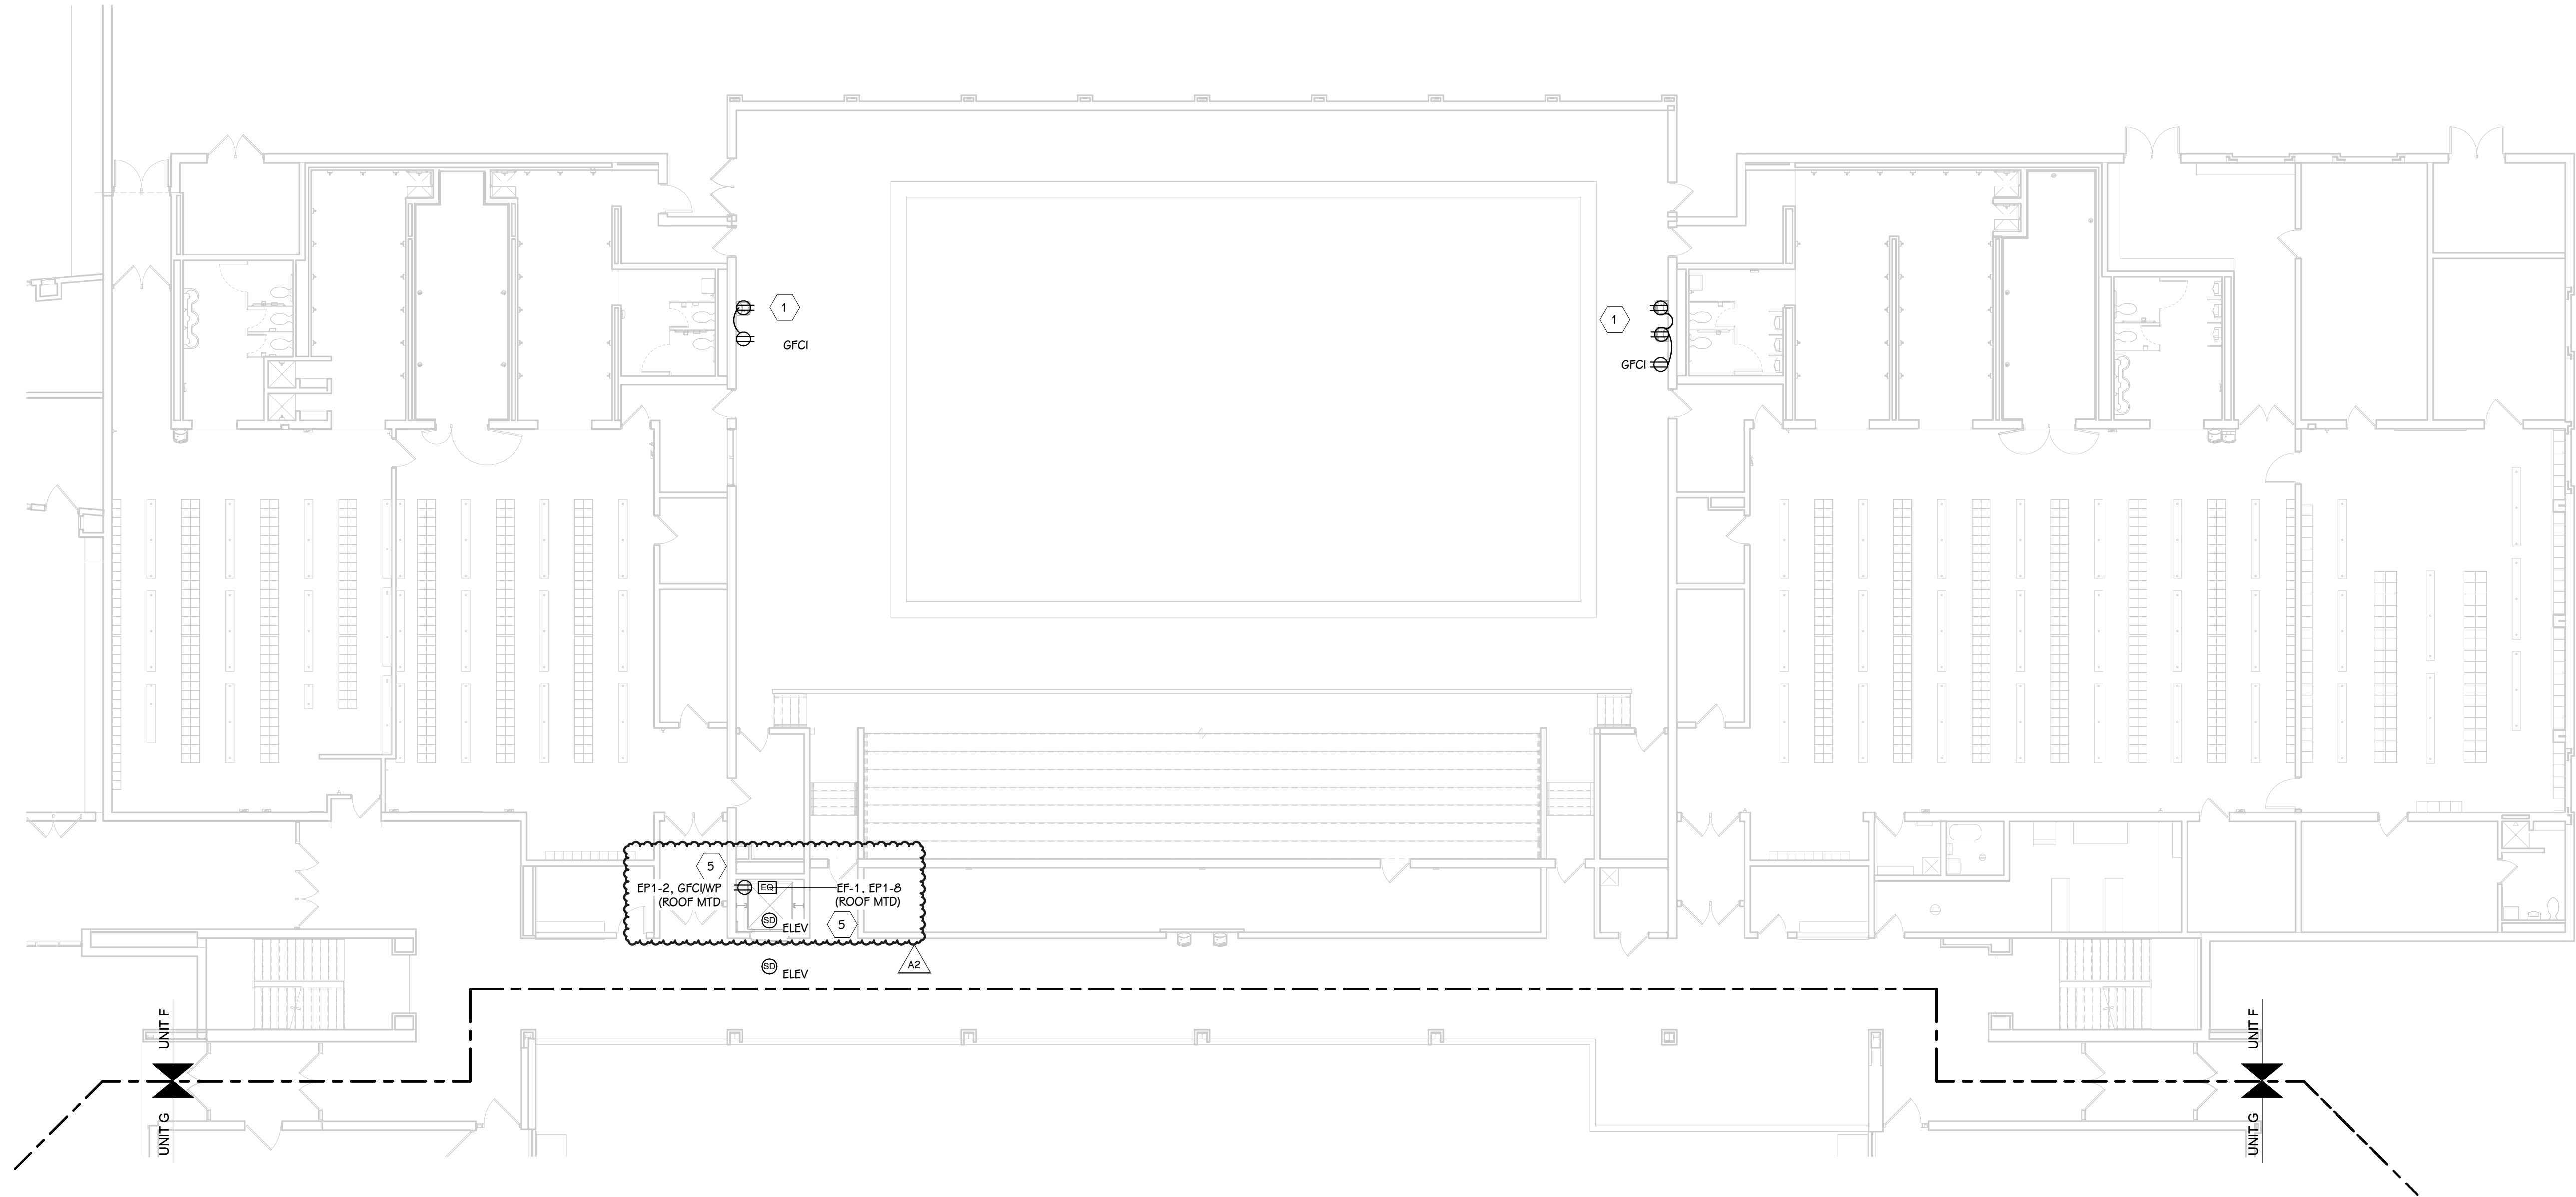 1
GFCI
1
GFCI
5
EP1-2, GFCI/WP
(ROOF MTD
EQ
EF-1, EP1-8
(ROOF MTD)
SD
ELEV
5
SD
ELEV
A2
UNIT F
UNIT G
UNIT F
UNIT G